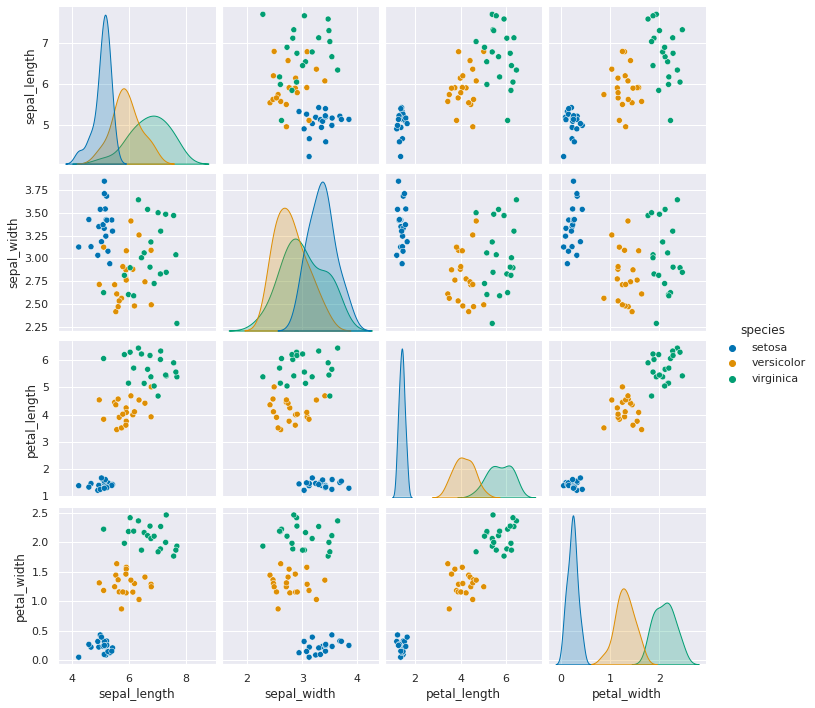 sepal_length
7
6
5
sepal_width
3.75
3.50
3.25
3.00
2.75
2.50
2.25
petal_length
6
5
4
3
2
1
petal_width
2.5
2.0
1.5
1.0
0.5
0.0
4 6 8
sepal_length
2 3 4
sepal_width
2 4 6
petal_length
0 1 2
petal_width
species
setosa
versicolor
virginica